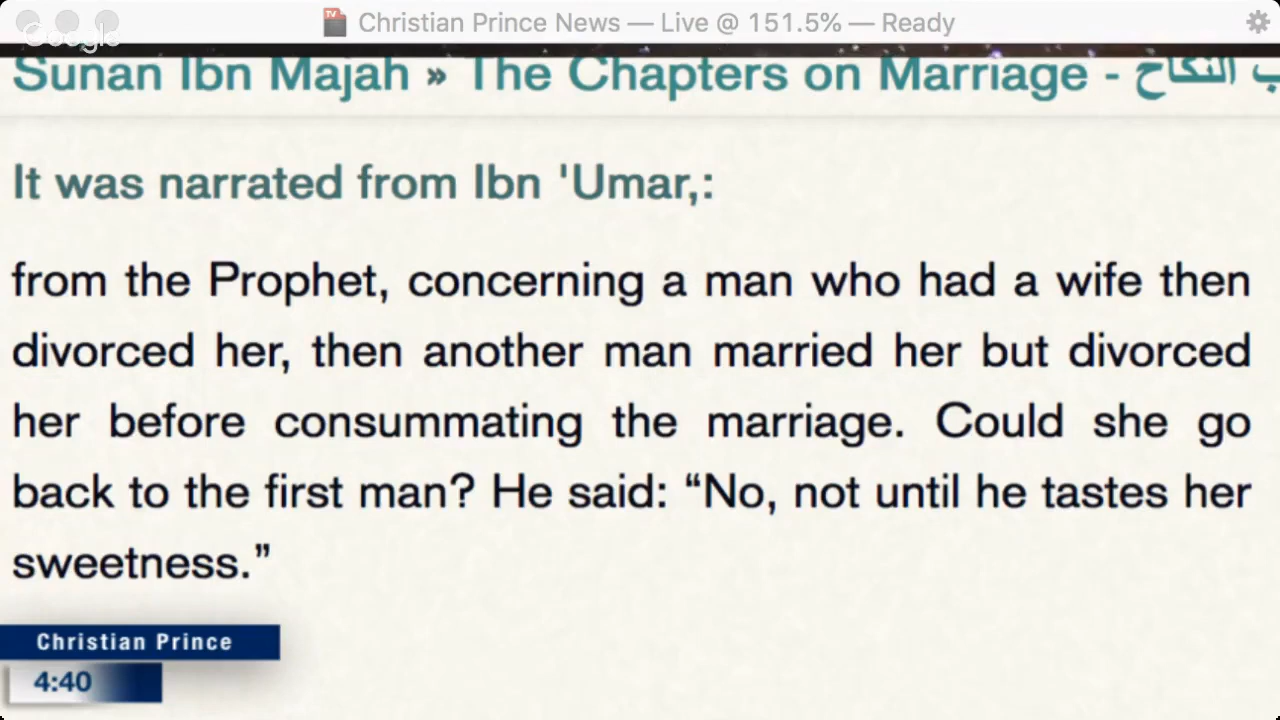 Christian Prince News — Live @ 151.5% — Ready
Google
Sunan Ibn Majah » The Chapters on Marriage - ب النكاح
It was narrated from Ibn 'Umar,:
from the Prophet, concerning a man who had a wife then
divorced her, then another man married her but divorced
her before consummating the marriage. Could she go
back to the first man? He said: “No, not until he tastes her
sweetness.”
Christian Prince
4:40